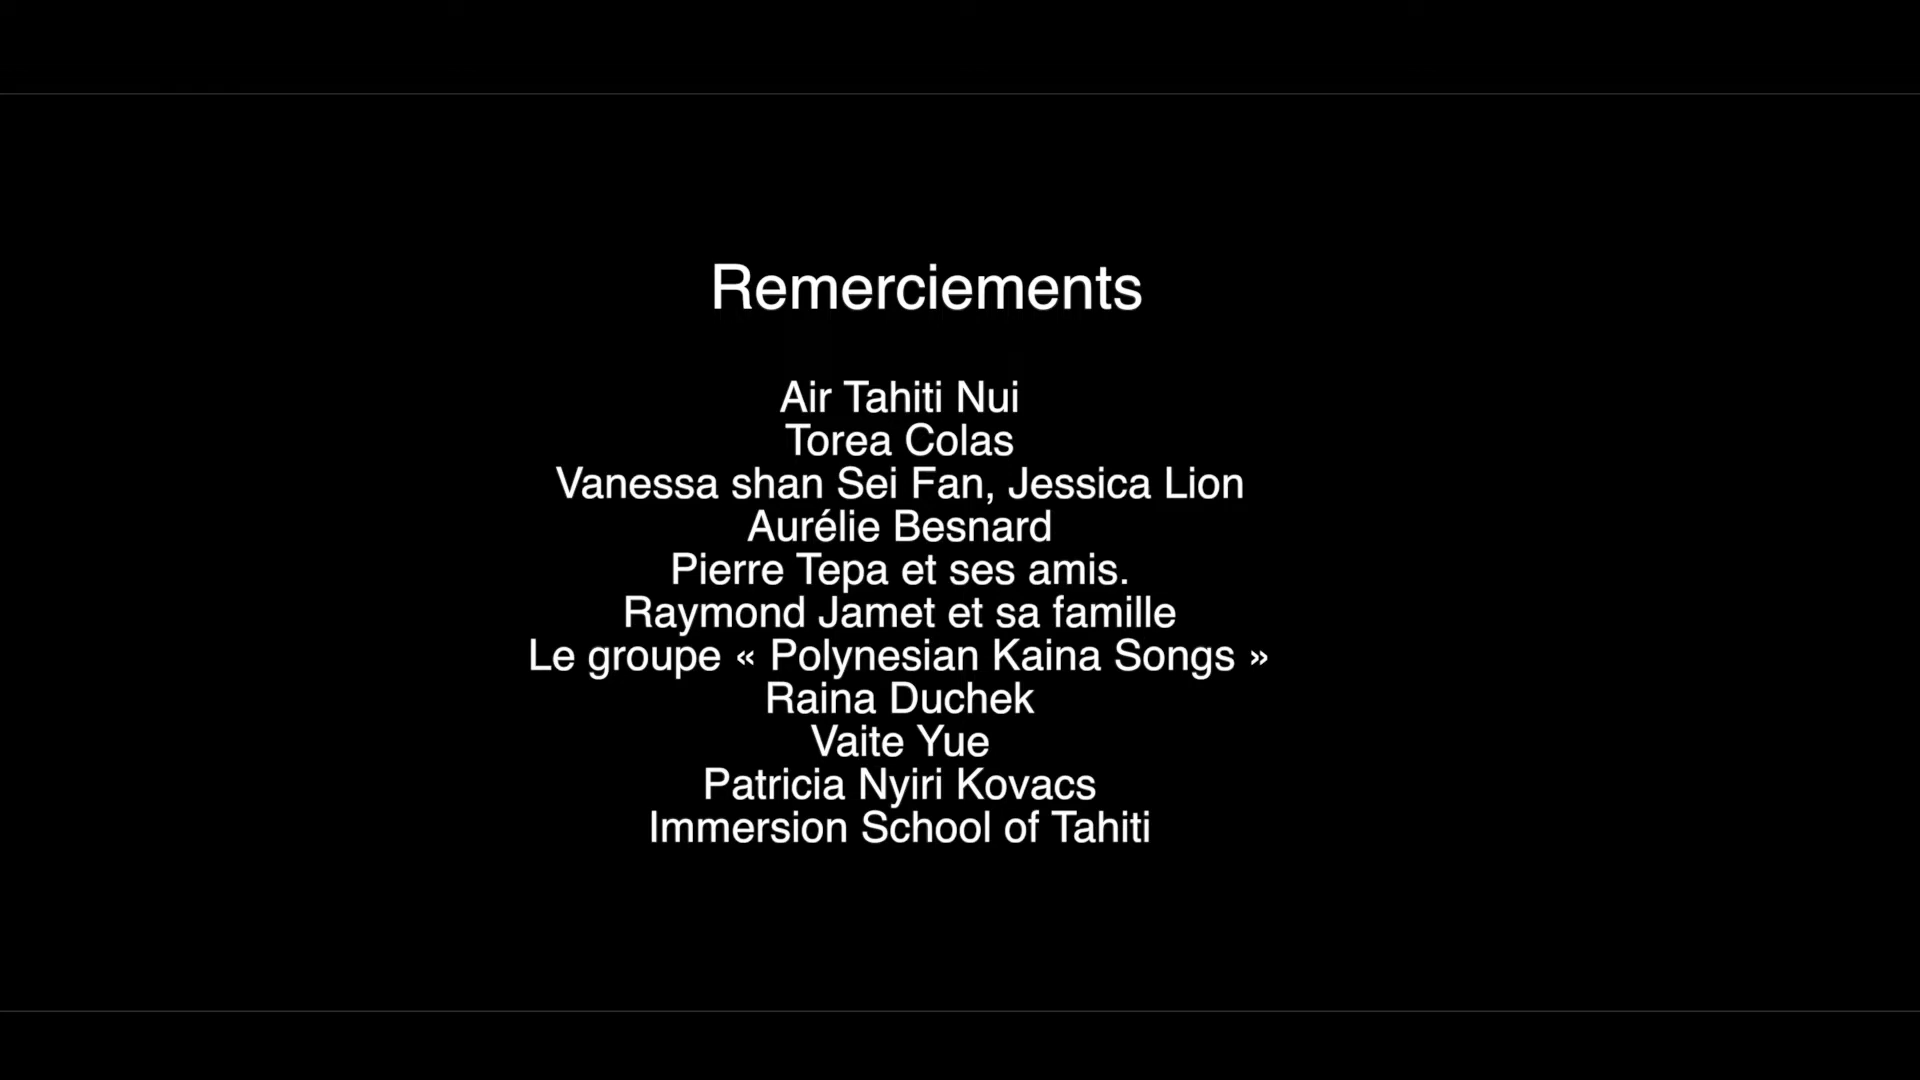 Remerciements
Air Tahiti Nui
Torea Colas
Vanessa shan Sei Fan, Jessica Lion
Aurélie Besnard
Pierre Tepa et ses amis.
Raymond Jamet et sa famille
Le groupe « Polynesian Kaina Songs »
Raina Duchek
Vaite Yue
Patricia Nyiri Kovacs
Immersion School of Tahiti